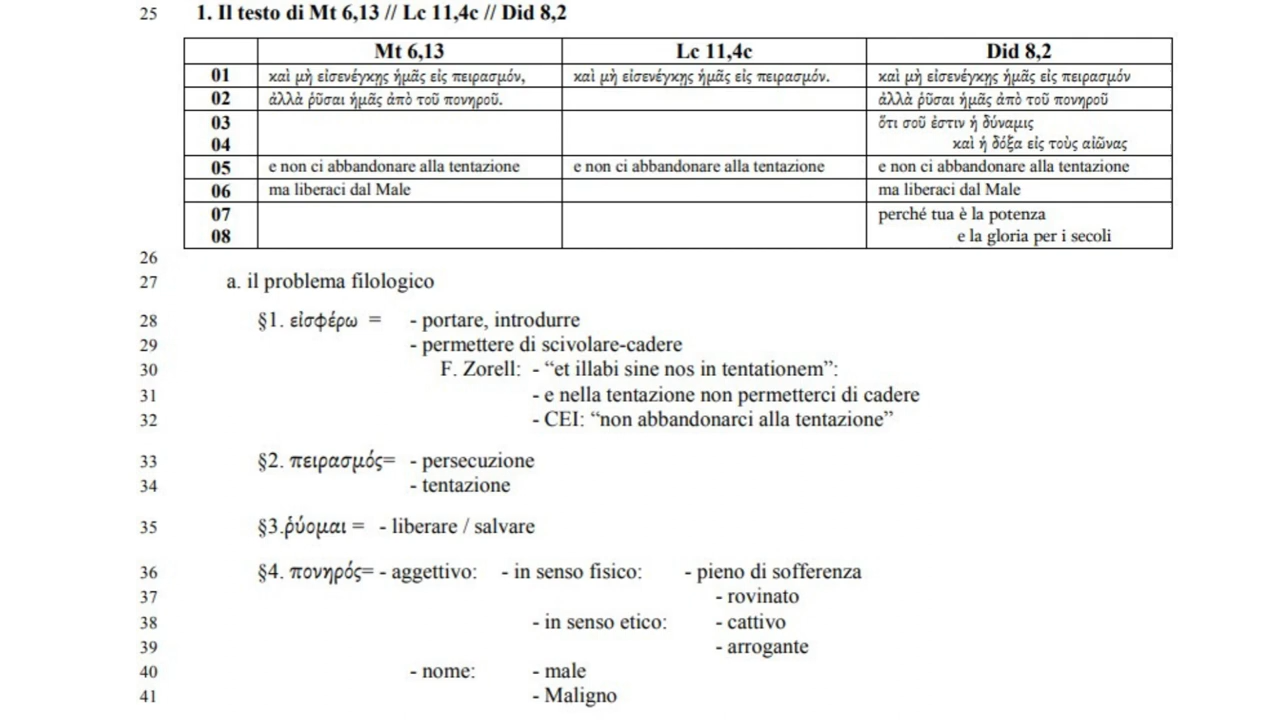 25 1. Il testo di Mt 6,13 // Lc 11,4c // Did 8,2
Mt 6,13 Lc 11,4c Did 8,2
01 καὶ μὴ εἰσενέγκῃς ἡμᾶς εἰς πειρασμόν, καὶ μὴ εἰσενέγκῃς ἡμᾶς εἰς πειρασμόν. καὶ μὴ εἰσενέγκῃς ἡμᾶς εἰς πειρασμόν
02 ἀλλὰ ῥῦσαι ἡμᾶς ἀπὸ τοῦ πονηροῦ. ἀλλὰ ῥῦσαι ἡμᾶς ἀπὸ τοῦ πονηροῦ
03 ὅτι σοῦ ἐστιν ἡ δύναμις
04 καὶ ἡ δόξα εἰς τοὺς αἰῶνας
05 e non ci abbandonare alla tentazione e non ci abbandonare alla tentazione e non ci abbandonare alla tentazione
06 ma liberaci dal Male ma liberaci dal Male
07 perché tua è la potenza
08 e la gloria per i secoli
26
27 a. il problema filologico
28 §1. εἰσφέρω = - portare, introdurre
29 - permettere di scivolare-cadere
30 F. Zorell: - “et illabi sine nos in tentationem”:
31 - e nella tentazione non permetterci di cadere
32 - CEI: “non abbandonarci alla tentazione”
33 §2. πειρασμός= - persecuzione
34 - tentazione
35 §3.ῥύομαι = - liberare / salvare
36 §4. πονηρός= - aggettivo: - in senso fisico: - pieno di sofferenza
37 - rovinato
38 - in senso etico: - cattivo
39 - arrogante
40 - nome: - male
41 - Maligno